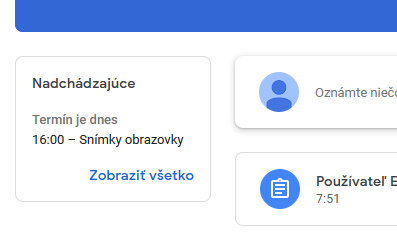 Nadchádzajúce
Termín je dnes
16:00 – Snímky obrazovky
Zobraziť všetko
Oznámte niečo
Používateľ E
7:51